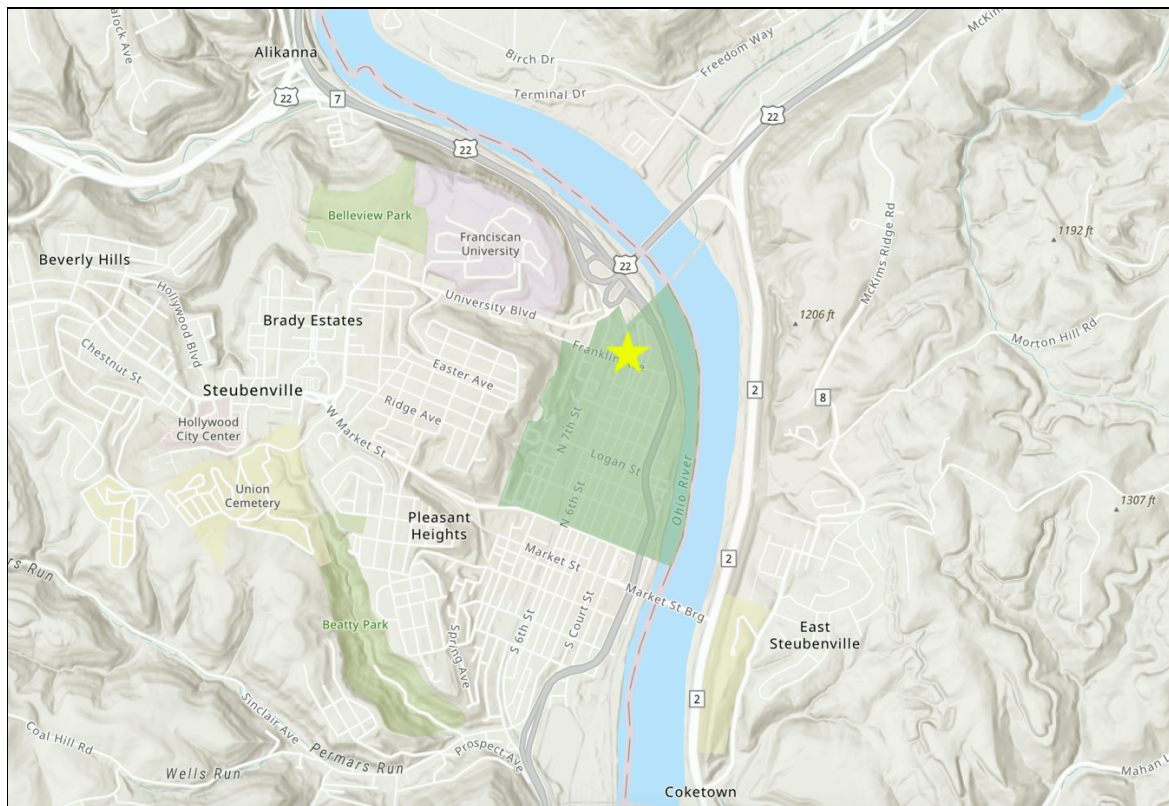 Alikanna
22
7
22
Birch Dr
Terminal Dr
Freedom Way
22
Belleview Park
Franciscan
University
22
Beverly Hills
Hollywood Blvd
Brady Estates
University Blvd
McKims Ridge Rd
1192 ft
1206 ft
Morton Hill Rd
Chestnut St
Steubenville
Easter Ave
Ridge Ave
2
8
Hollywood
City Center
W Market St
N 7th St
Logan St
Union
Cemetery
N 6th St
Ohio River
1307 ft
Pleasant
Heights
Market St
2
Market St Brg
Beatty Park
Spring Ave
S 6th St
S Court St
East
Steubenville
2
Sinclair Ave
Coal Hill Rd
Permars Run
Prospect Ave
Wells Run
Coketown